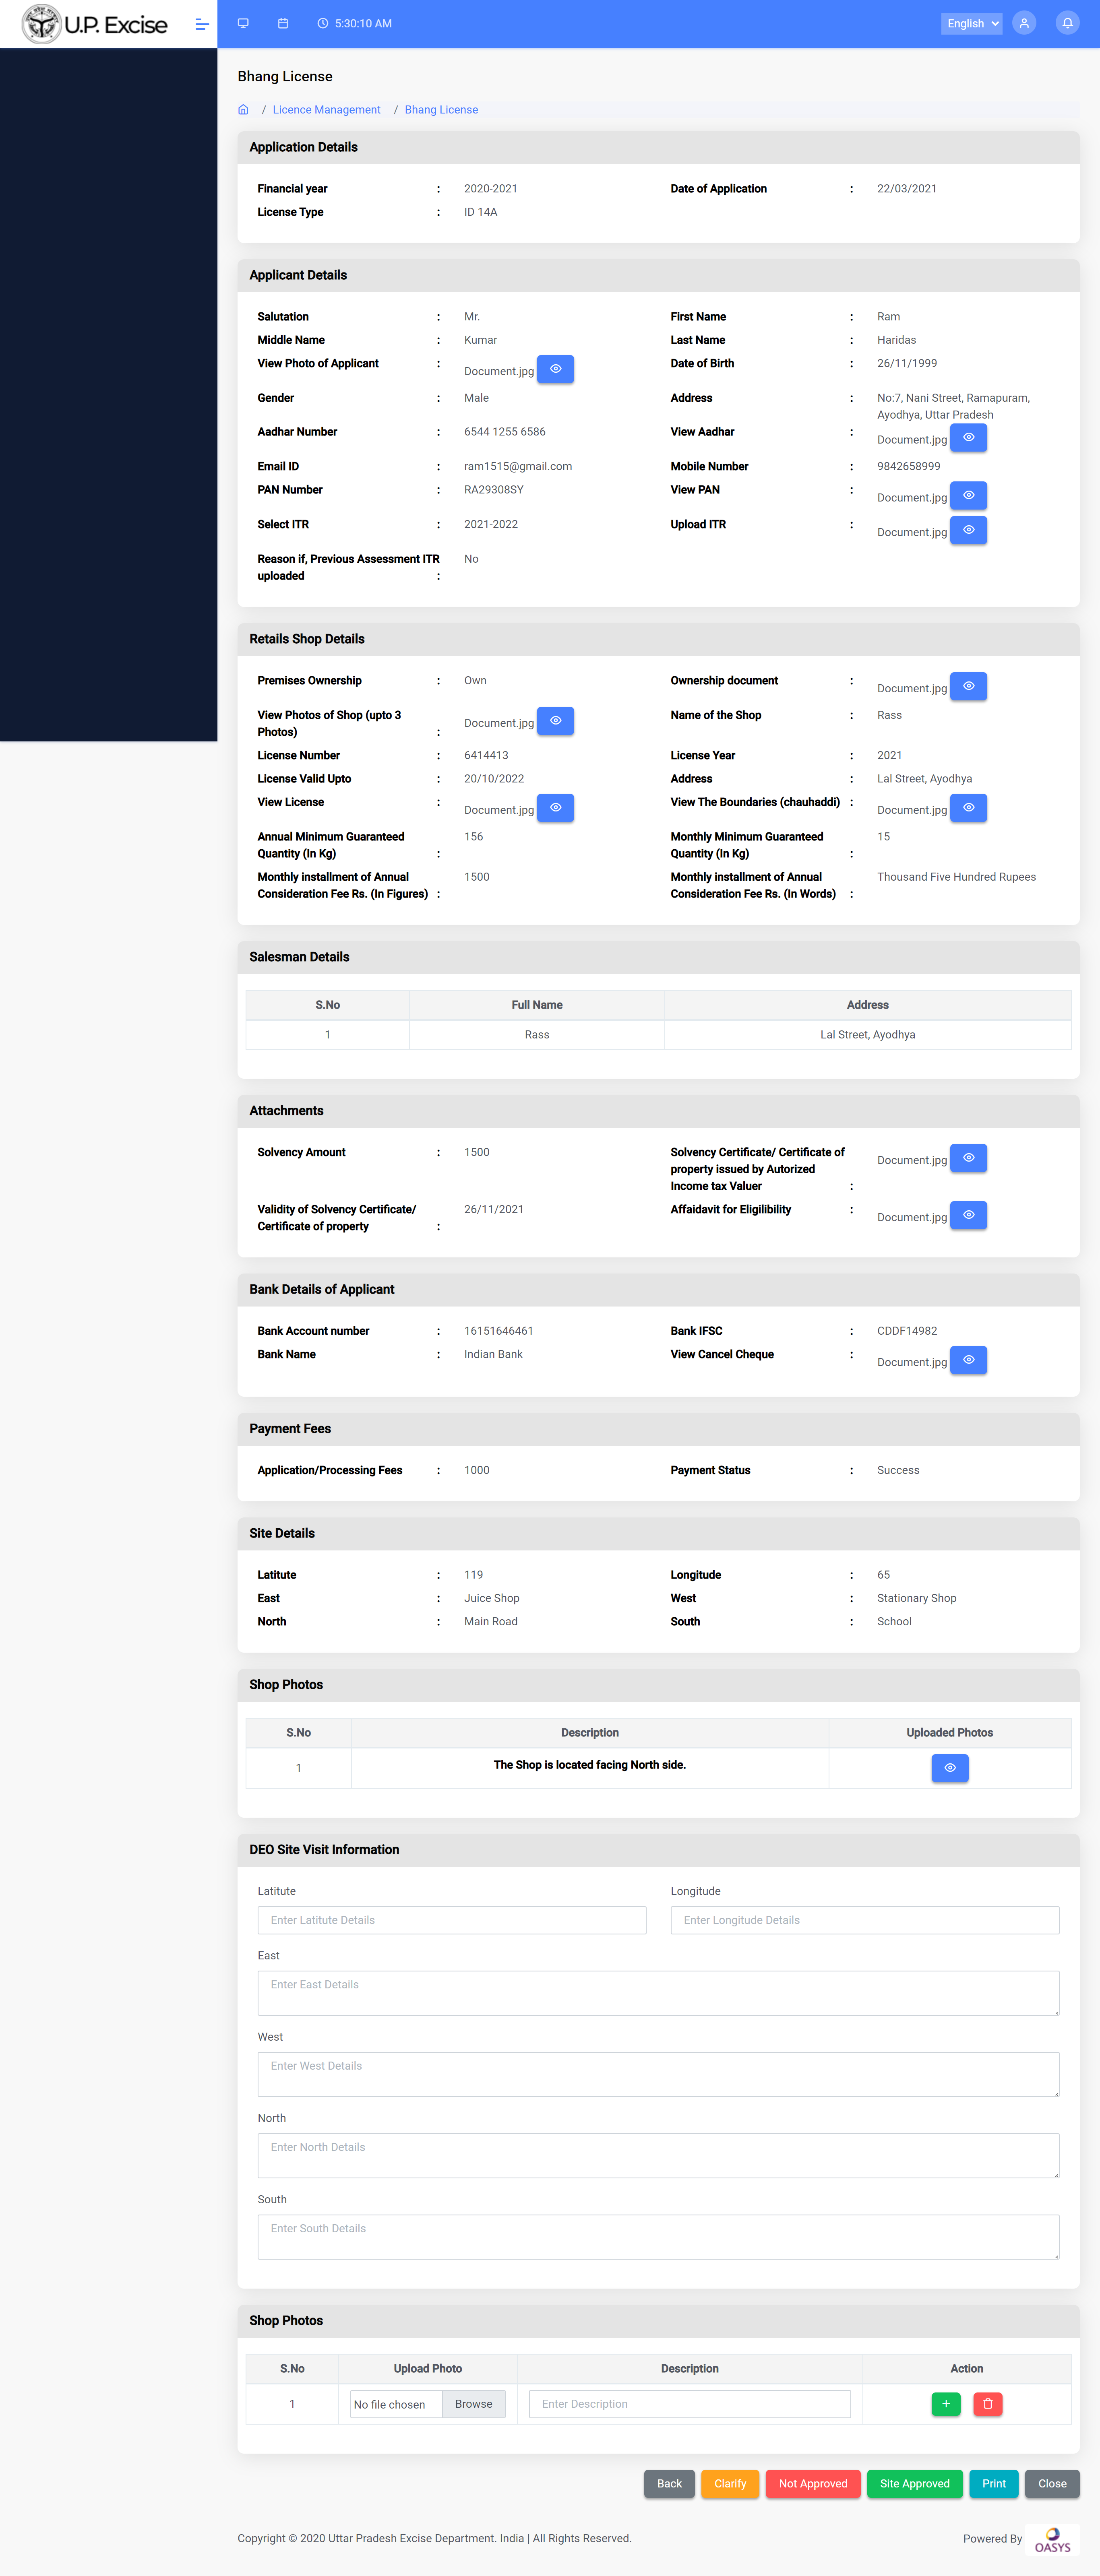 U.P. Excise
5:30:10 AM
English
Bhang License
/ Licence Management / Bhang License
Application Details
Financial year : 2020-2021 Date of Application : 22/03/2021
License Type : ID 14A
Applicant Details
Salutation : Mr. First Name : Ram
Middle Name : Kumar Last Name : Haridas
View Photo of Applicant : Document.jpg Date of Birth : 26/11/1999
Gender : Male Address : No:7, Nani Street, Ramapuram,
Ayodhya, Uttar Pradesh
Aadhar Number : 6544 1255 6586 View Aadhar : Document.jpg
Email ID : ram1515@gmail.com Mobile Number : 9842658999
PAN Number : RA29308SY View PAN : Document.jpg
Select ITR : 2021-2022 Upload ITR : Document.jpg
Reason if, Previous Assessment ITR No
uploaded :
Retails Shop Details
Premises Ownership : Own Ownership document : Document.jpg
View Photos of Shop (upto 3 Document.jpg Name of the Shop : Rass
Photos) :
License Number : 6414413 License Year : 2021
License Valid Upto : 20/10/2022 Address : Lal Street, Ayodhya
View License : Document.jpg View The Boundaries (chauhaddi) : Document.jpg
Annual Minimum Guaranteed 156 Monthly Minimum Guaranteed 15
Quantity (In Kg) : Quantity (In Kg) :
Monthly installment of Annual 1500 Monthly installment of Annual Thousand Five Hundred Rupees
Consideration Fee Rs. (In Figures) : Consideration Fee Rs. (In Words) :
Salesman Details
S.No Full Name Address
1 Rass Lal Street, Ayodhya
Attachments
Solvency Amount : 1500 Solvency Certificate/ Certificate of Document.jpg
property issued by Autorized
Income tax Valuer :
Validity of Solvency Certificate/ 26/11/2021 Affaidavit for Eligilibility : Document.jpg
Certificate of property :
Bank Details of Applicant
Bank Account number : 16151646461 Bank IFSC : CDDF14982
Bank Name : Indian Bank View Cancel Cheque : Document.jpg
Payment Fees
Application/Processing Fees : 1000 Payment Status : Success
Site Details
Latitute : 119 Longitude : 65
East : Juice Shop West : Stationary Shop
North : Main Road South : School
Shop Photos
S.No Description Uploaded Photos
1 The Shop is located facing North side.
DEO Site Visit Information
Latitute Longitude
Enter Latitute Details Enter Longitude Details
East
Enter East Details
West
Enter West Details
North
Enter North Details
South
Enter South Details
Shop Photos
S.No Upload Photo Description Action
1 No file chosen Browse Enter Description
Back Clarify Not Approved Site Approved Print Close
Copyright © 2020 Uttar Pradesh Excise Department. India | All Rights Reserved. Powered By OASYS